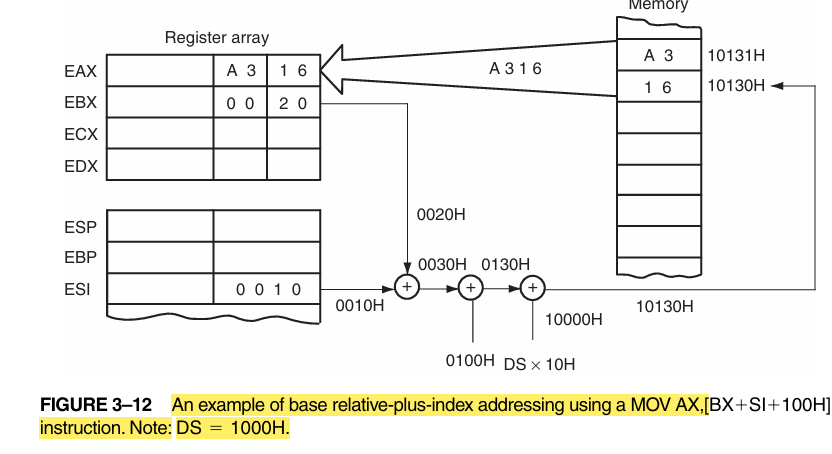 Memory
Register array
EAX A 3 1 6
A 3 1 6
A 3 10131H
1 6 10130H
EBX 0 0 2 0
ECX
EDX
0020H
ESP
EBP
ESI 0 0 1 0
0010H
+
0030H
+
0130H
+
10000H
10130H
0100H
DS × 10H
FIGURE 3–12 An example of base relative-plus-index addressing using a MOV AX,[BX+SI+100H]
instruction. Note: DS = 1000H.